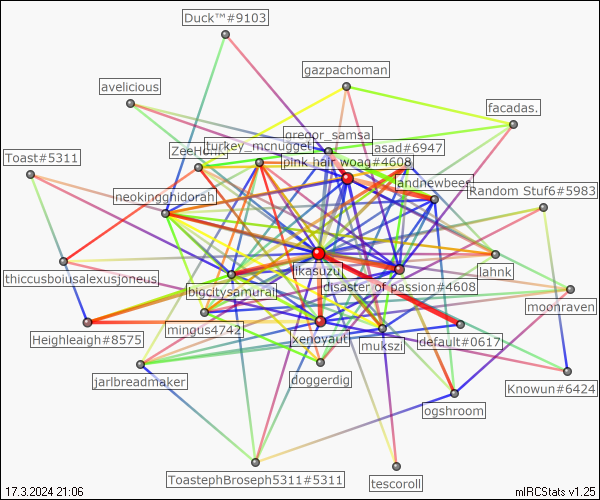 Duck™#9103
gazpachoman
avelicious
facadas.
gregor_samsa
turkey_mcnugget
asad#6947
Toast#5311
pink hair woag#4608
andnewbeer
Random Stuf6#5983
neokingghidorah
thiccusboiusalexusjoneus
likasuzu
lahnk
disaster of passion#4608
bigcitysamurai
moonraven
mingus4742
Heighleaigh#8575
xenoyaut
mukszi
default#0617
jarlbreadmaker
doggerdig
Knowun#6424
ogshroom
ToastephBroseph5311#5311
tescoroll
17.3.2024 21:06
mIRCStats v1.25